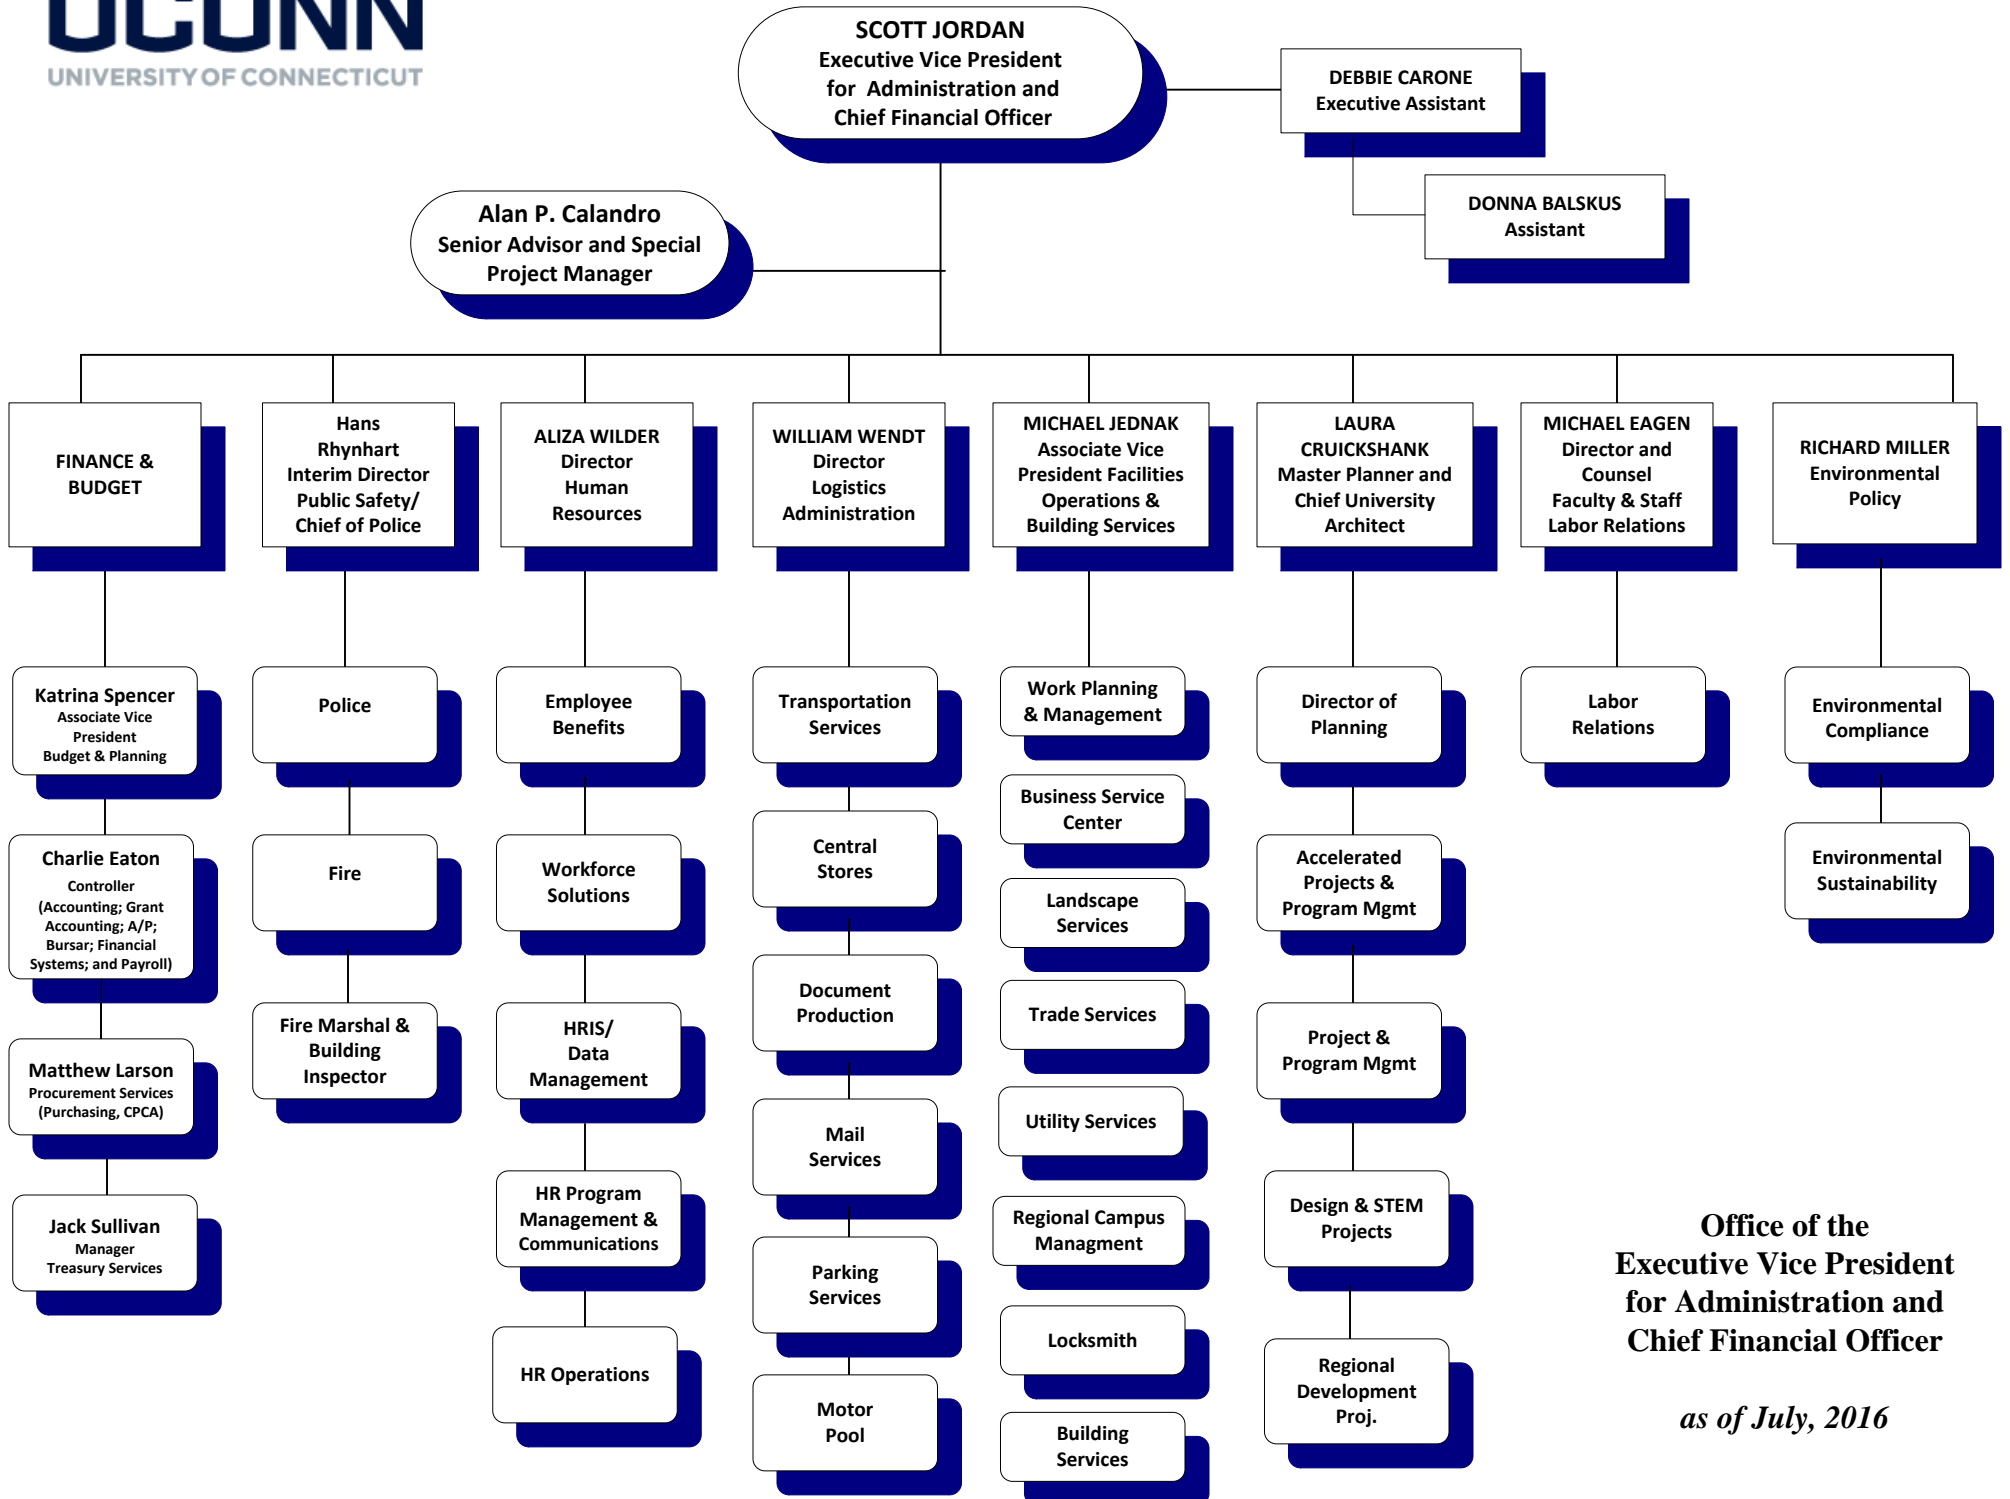 UCONN
UNIVERSITY OF CONNECTICUT
SCOTT JORDAN
Executive Vice President
for Administration and
Chief Financial Officer
DEBBIE CARONE
Executive Assistant
DONNA BALSKUS
Assistant
Alan P. Calandro
Senior Advisor and Special
Project Manager
FINANCE &
BUDGET
Hans
Rhynhart
Interim Director
Public Safety/
Chief of Police
ALIZA WILDER
Director
Human
Resources
WILLIAM WENDT
Director
Logistics
Administration
MICHAEL JEDNAK
Associate Vice
President Facilities
Operations &
Building Services
LAURA
CRUICKSHANK
Master Planner and
Chief University
Architect
MICHAEL EAGEN
Director and
Counsel
Faculty & Staff
Labor Relations
RICHARD MILLER
Environmental
Policy
Katrina Spencer
Associate Vice
President
Budget & Planning
Charlie Eaton
Controller
(Accounting; Grant
Accounting; A/P;
Bursar; Financial
Systems; and Payroll)
Matthew Larson
Procurement Services
(Purchasing, CPCA)
Jack Sullivan
Manager
Treasury Services
Police
Fire
Fire Marshal &
Building
Inspector
Employee
Benefits
Workforce
Solutions
HRIS/
Data
Management
HR Program
Management &
Communications
HR Operations
Transportation
Services
Central
Stores
Document
Production
Mail
Services
Parking
Services
Motor
Pool
Work Planning
& Management
Business Service
Center
Landscape
Services
Trade Services
Utility Services
Regional Campus
Managment
Locksmith
Building
Services
Director of
Planning
Accelerated
Projects &
Program Mgmt
Project &
Program Mgmt
Design & STEM
Projects
Regional
Development
Proj.
Labor
Relations
Environmental
Compliance
Environmental
Sustainability
Office of the
Executive Vice President
for Administration and
Chief Financial Officer
as of July, 2016